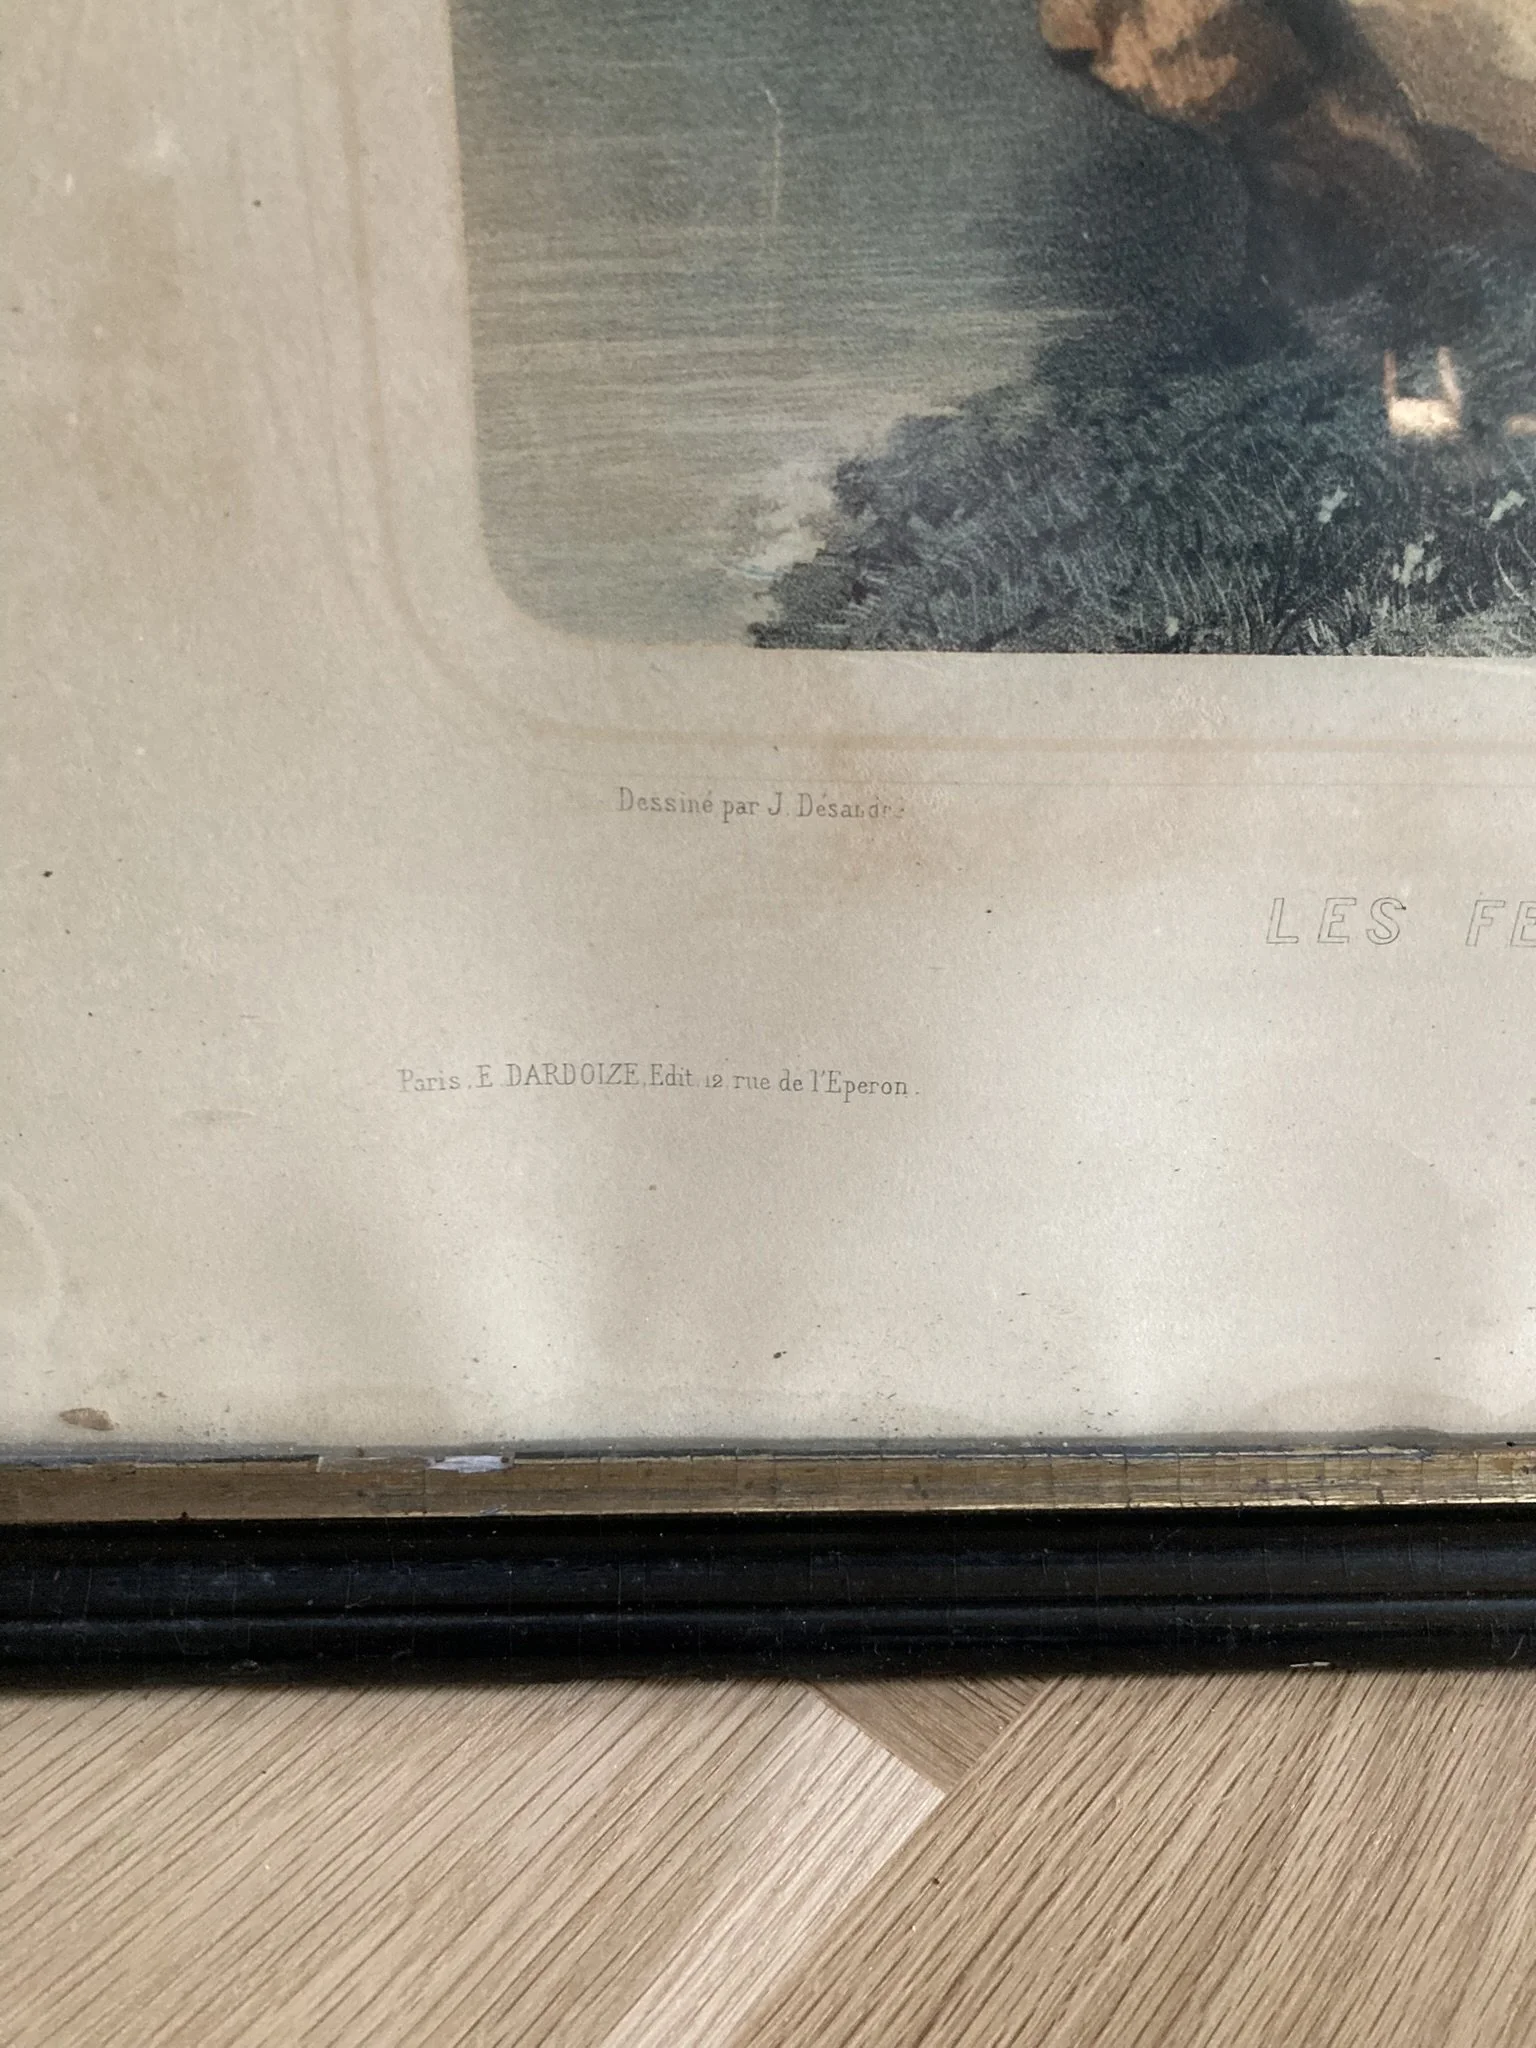 Dessiné par J. Désandré
LES FE
Paris, E. DARDOIZE, Edit. 12, rue de l'Eperon.